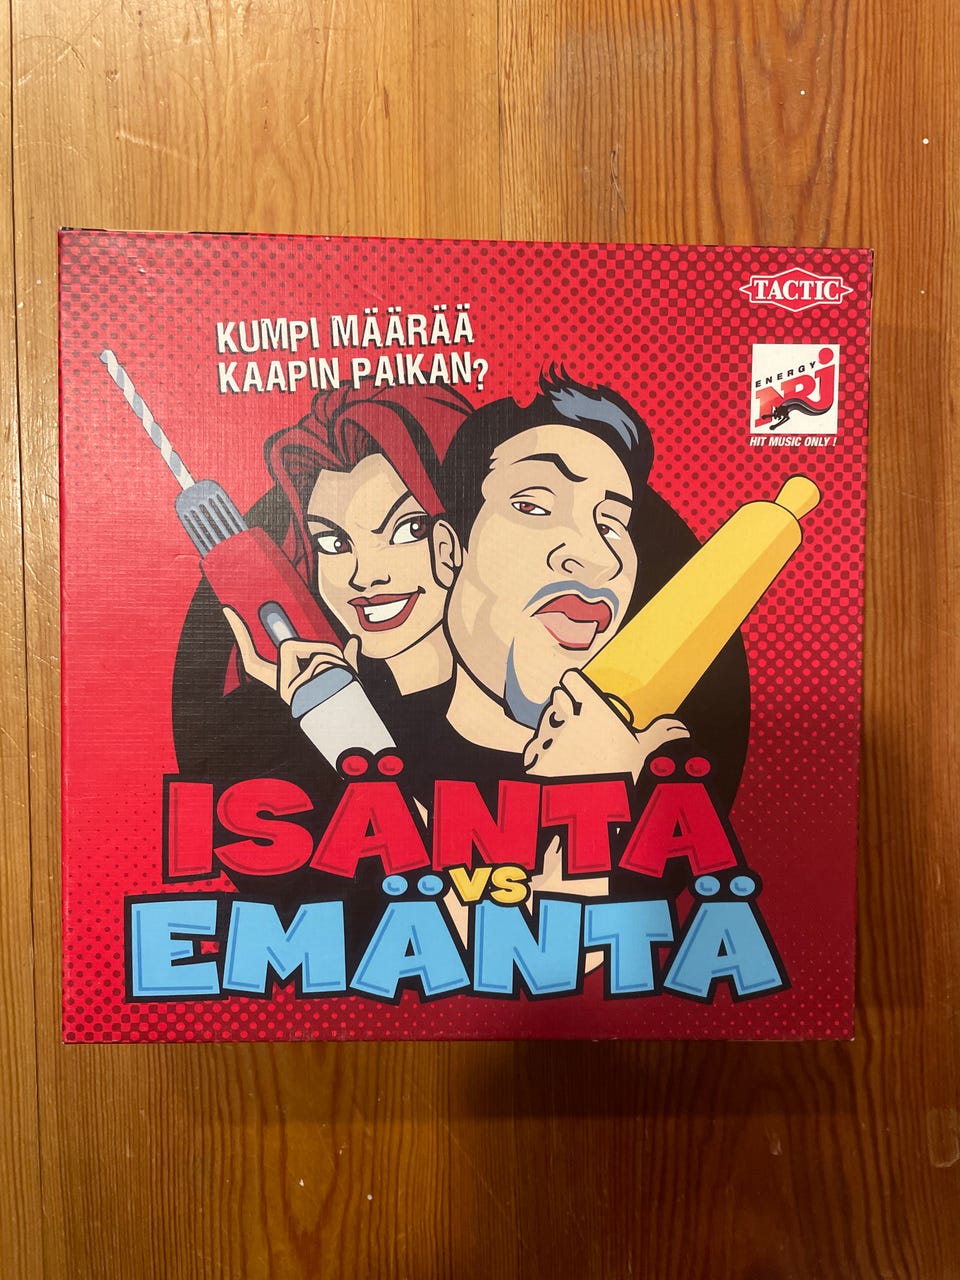 KUMPI MÄÄRÄÄ
KAAPIN PAIKAN?
TACTIC
ENERGY
NRJ
HIT MUSIC ONLY !
ISÄNTÄ
VS
EMÄNTÄ